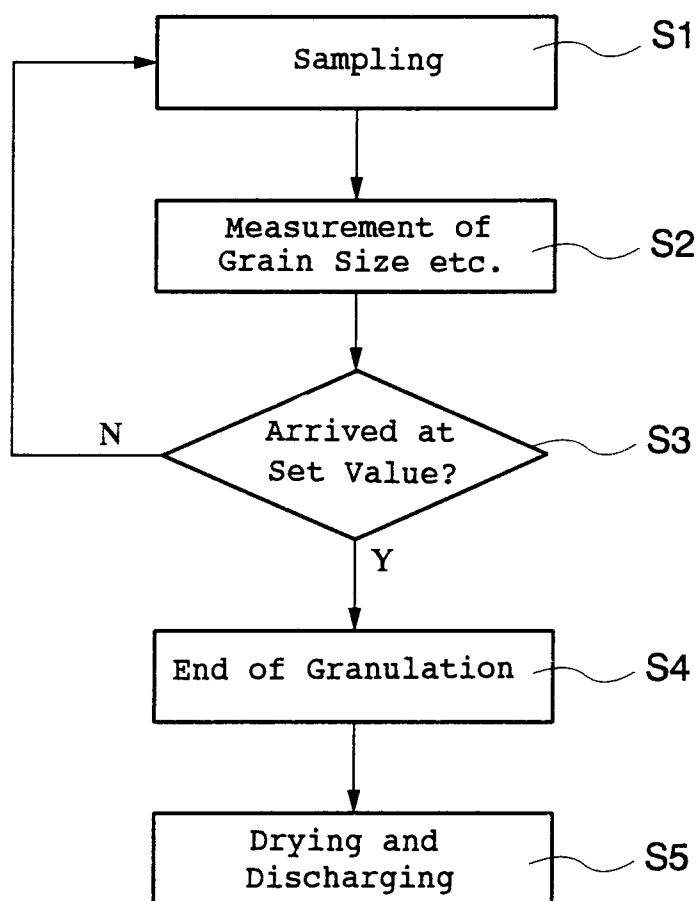 Sampling
S1
Measurement of
Grain Size etc.
S2
Arrived at
Set Value?
S3
N
Y
End of Granulation
S4
Drying and
Discharging
S5